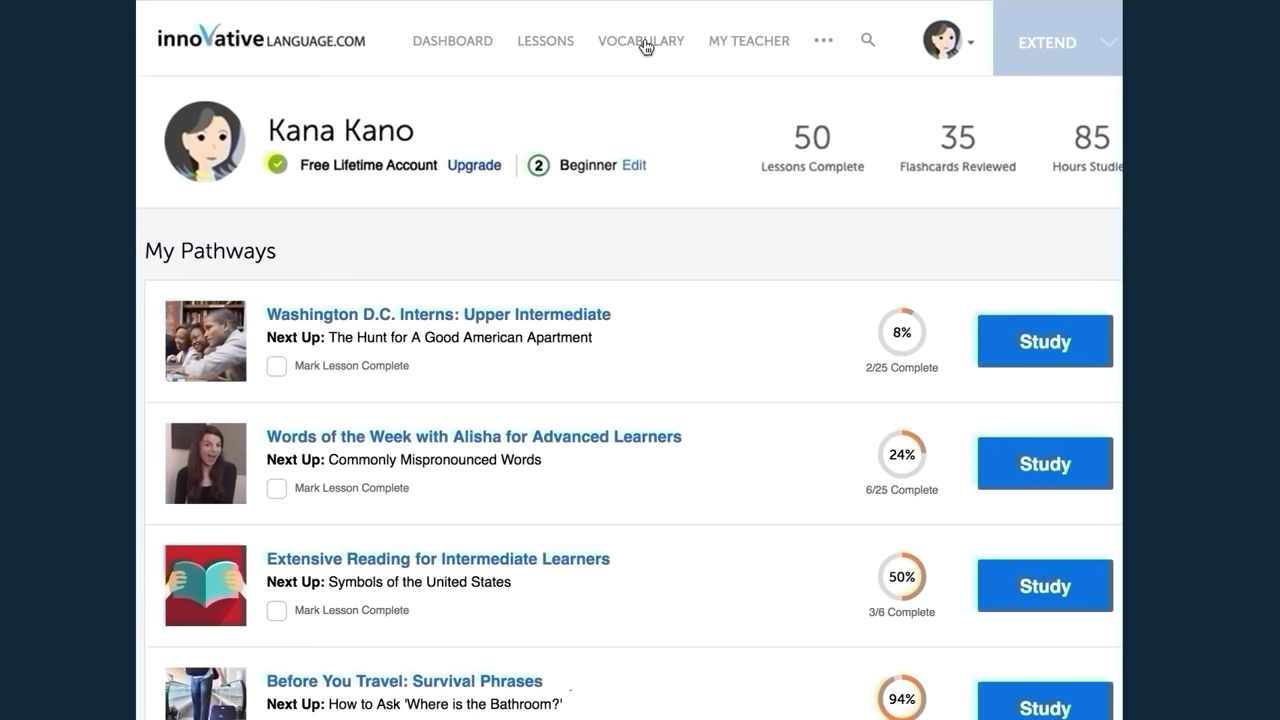 innoVative LANGUAGE.COM DASHBOARD LESSONS VOCABULARY MY TEACHER ••• EXTEND
Kana Kano
Free Lifetime Account Upgrade 2 Beginner Edit
50 35 85
Lessons Complete Flashcards Reviewed Hours Studie
My Pathways
Washington D.C. Interns: Upper Intermediate
Next Up: The Hunt for A Good American Apartment
Mark Lesson Complete
8%
2/25 Complete
Study
Words of the Week with Alisha for Advanced Learners
Next Up: Commonly Mispronounced Words
Mark Lesson Complete
24%
6/25 Complete
Study
Extensive Reading for Intermediate Learners
Next Up: Symbols of the United States
Mark Lesson Complete
50%
3/6 Complete
Study
Before You Travel: Survival Phrases
Next Up: How to Ask 'Where is the Bathroom?'
94%
Study